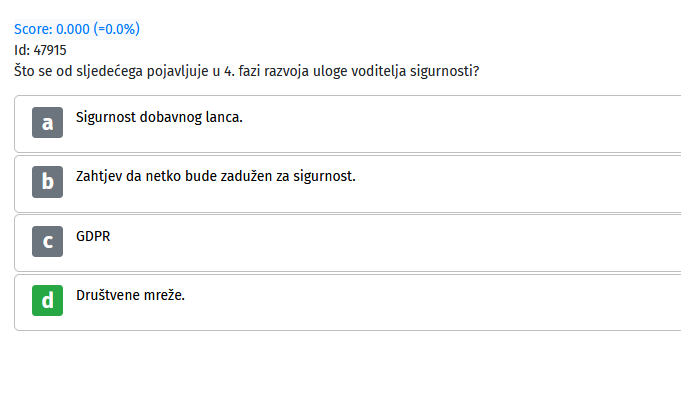 Score: 0.000 (=0.0%)
Id: 47915
Što se od sljedećega pojavljuje u 4. fazi razvoja uloge voditelja sigurnosti?
a Sigurnost dobavnog lanca.
b Zahtjev da netko bude zadužen za sigurnost.
c GDPR
d Društvene mreže.